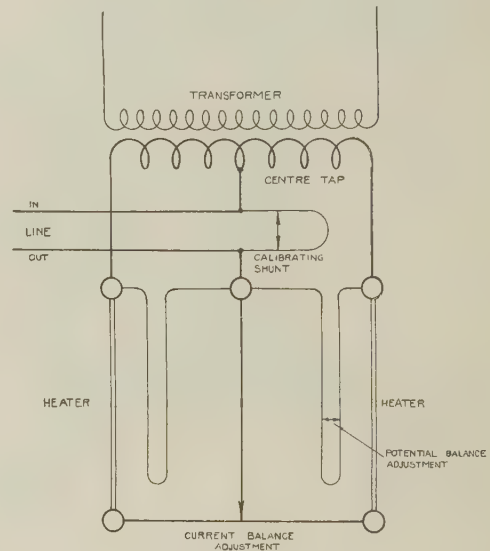 TRANSFORMER
CENTRE TAP
IN
LINE
OUT
CALIBRATING
SHUNT
HEATER
HEATER
POTENTIAL BALANCE
ADJUSTMENT
CURRENT BALANCE
ADJUSTMENT